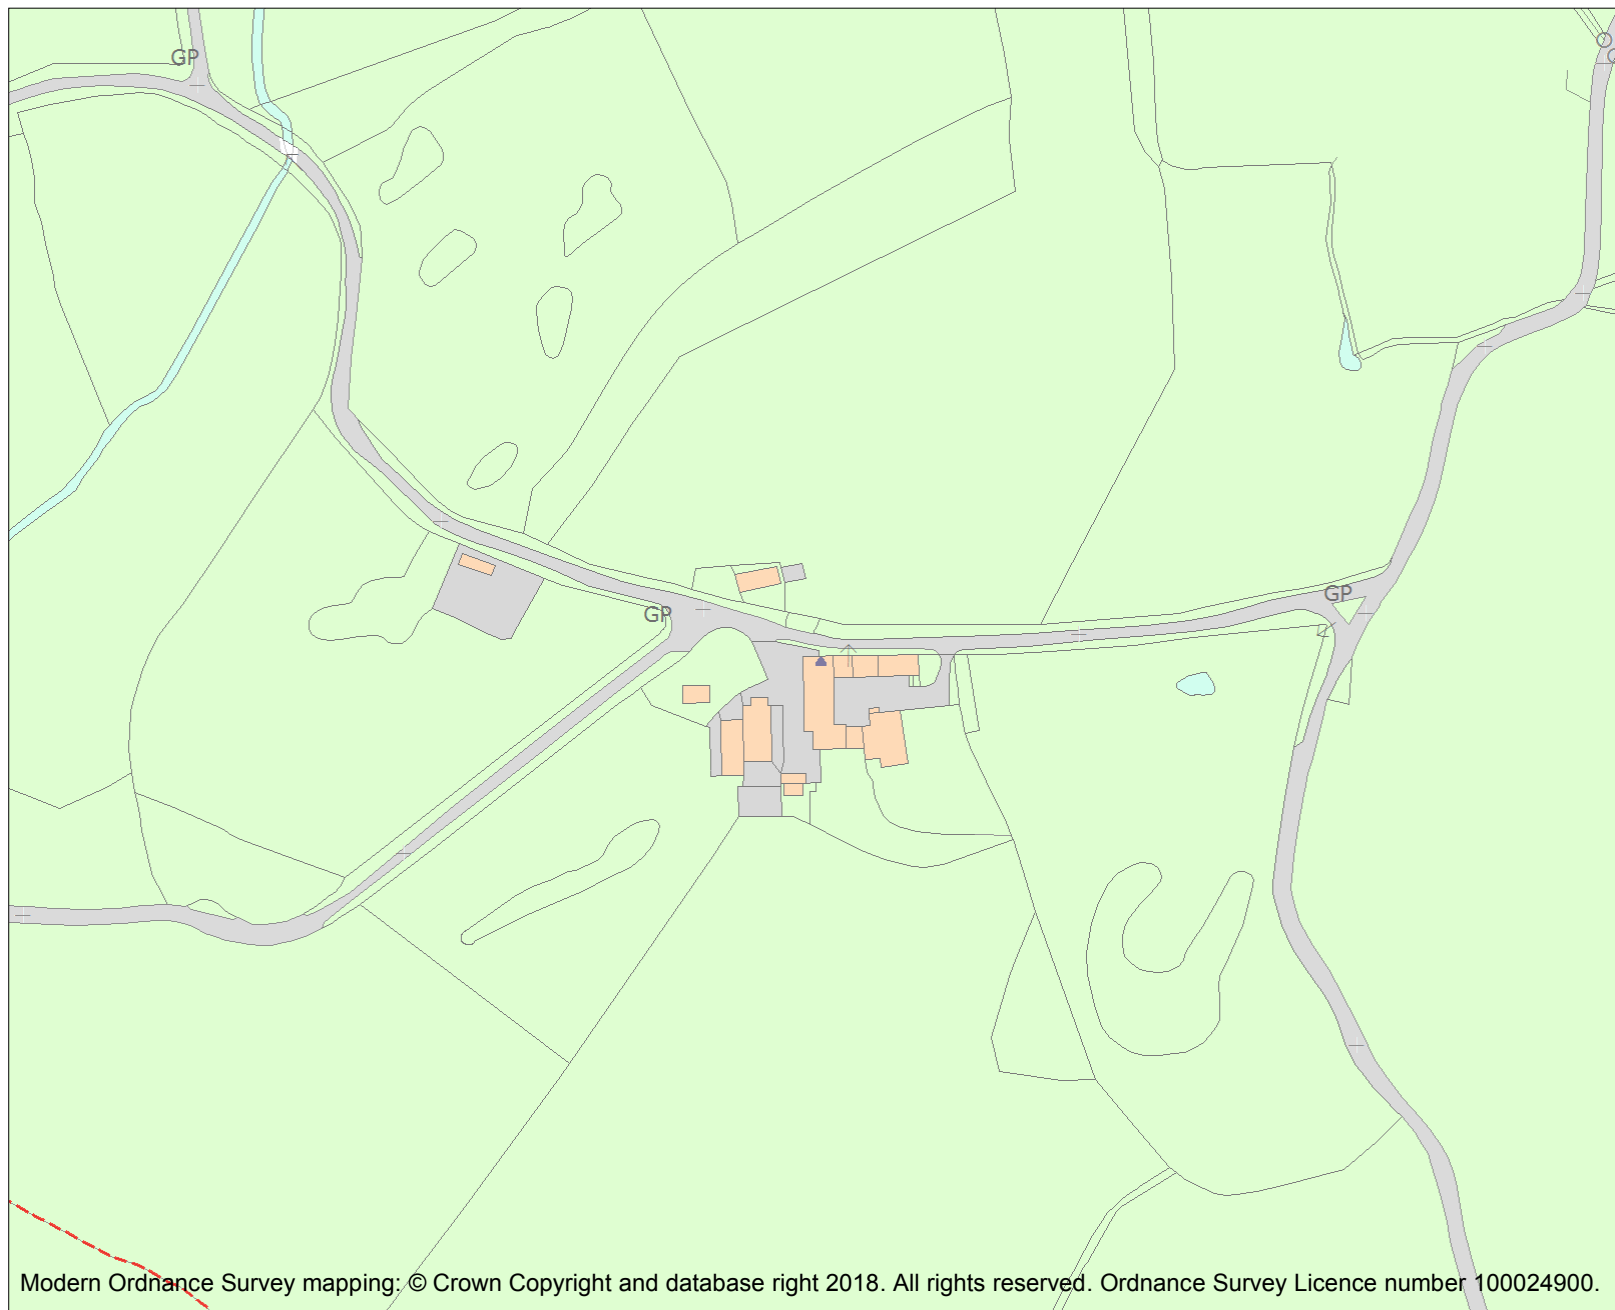 GP
GP
GP
Modern Ordnance Survey mapping: © Crown Copyright and database right 2018. All rights reserved. Ordnance Survey Licence number 100024900.